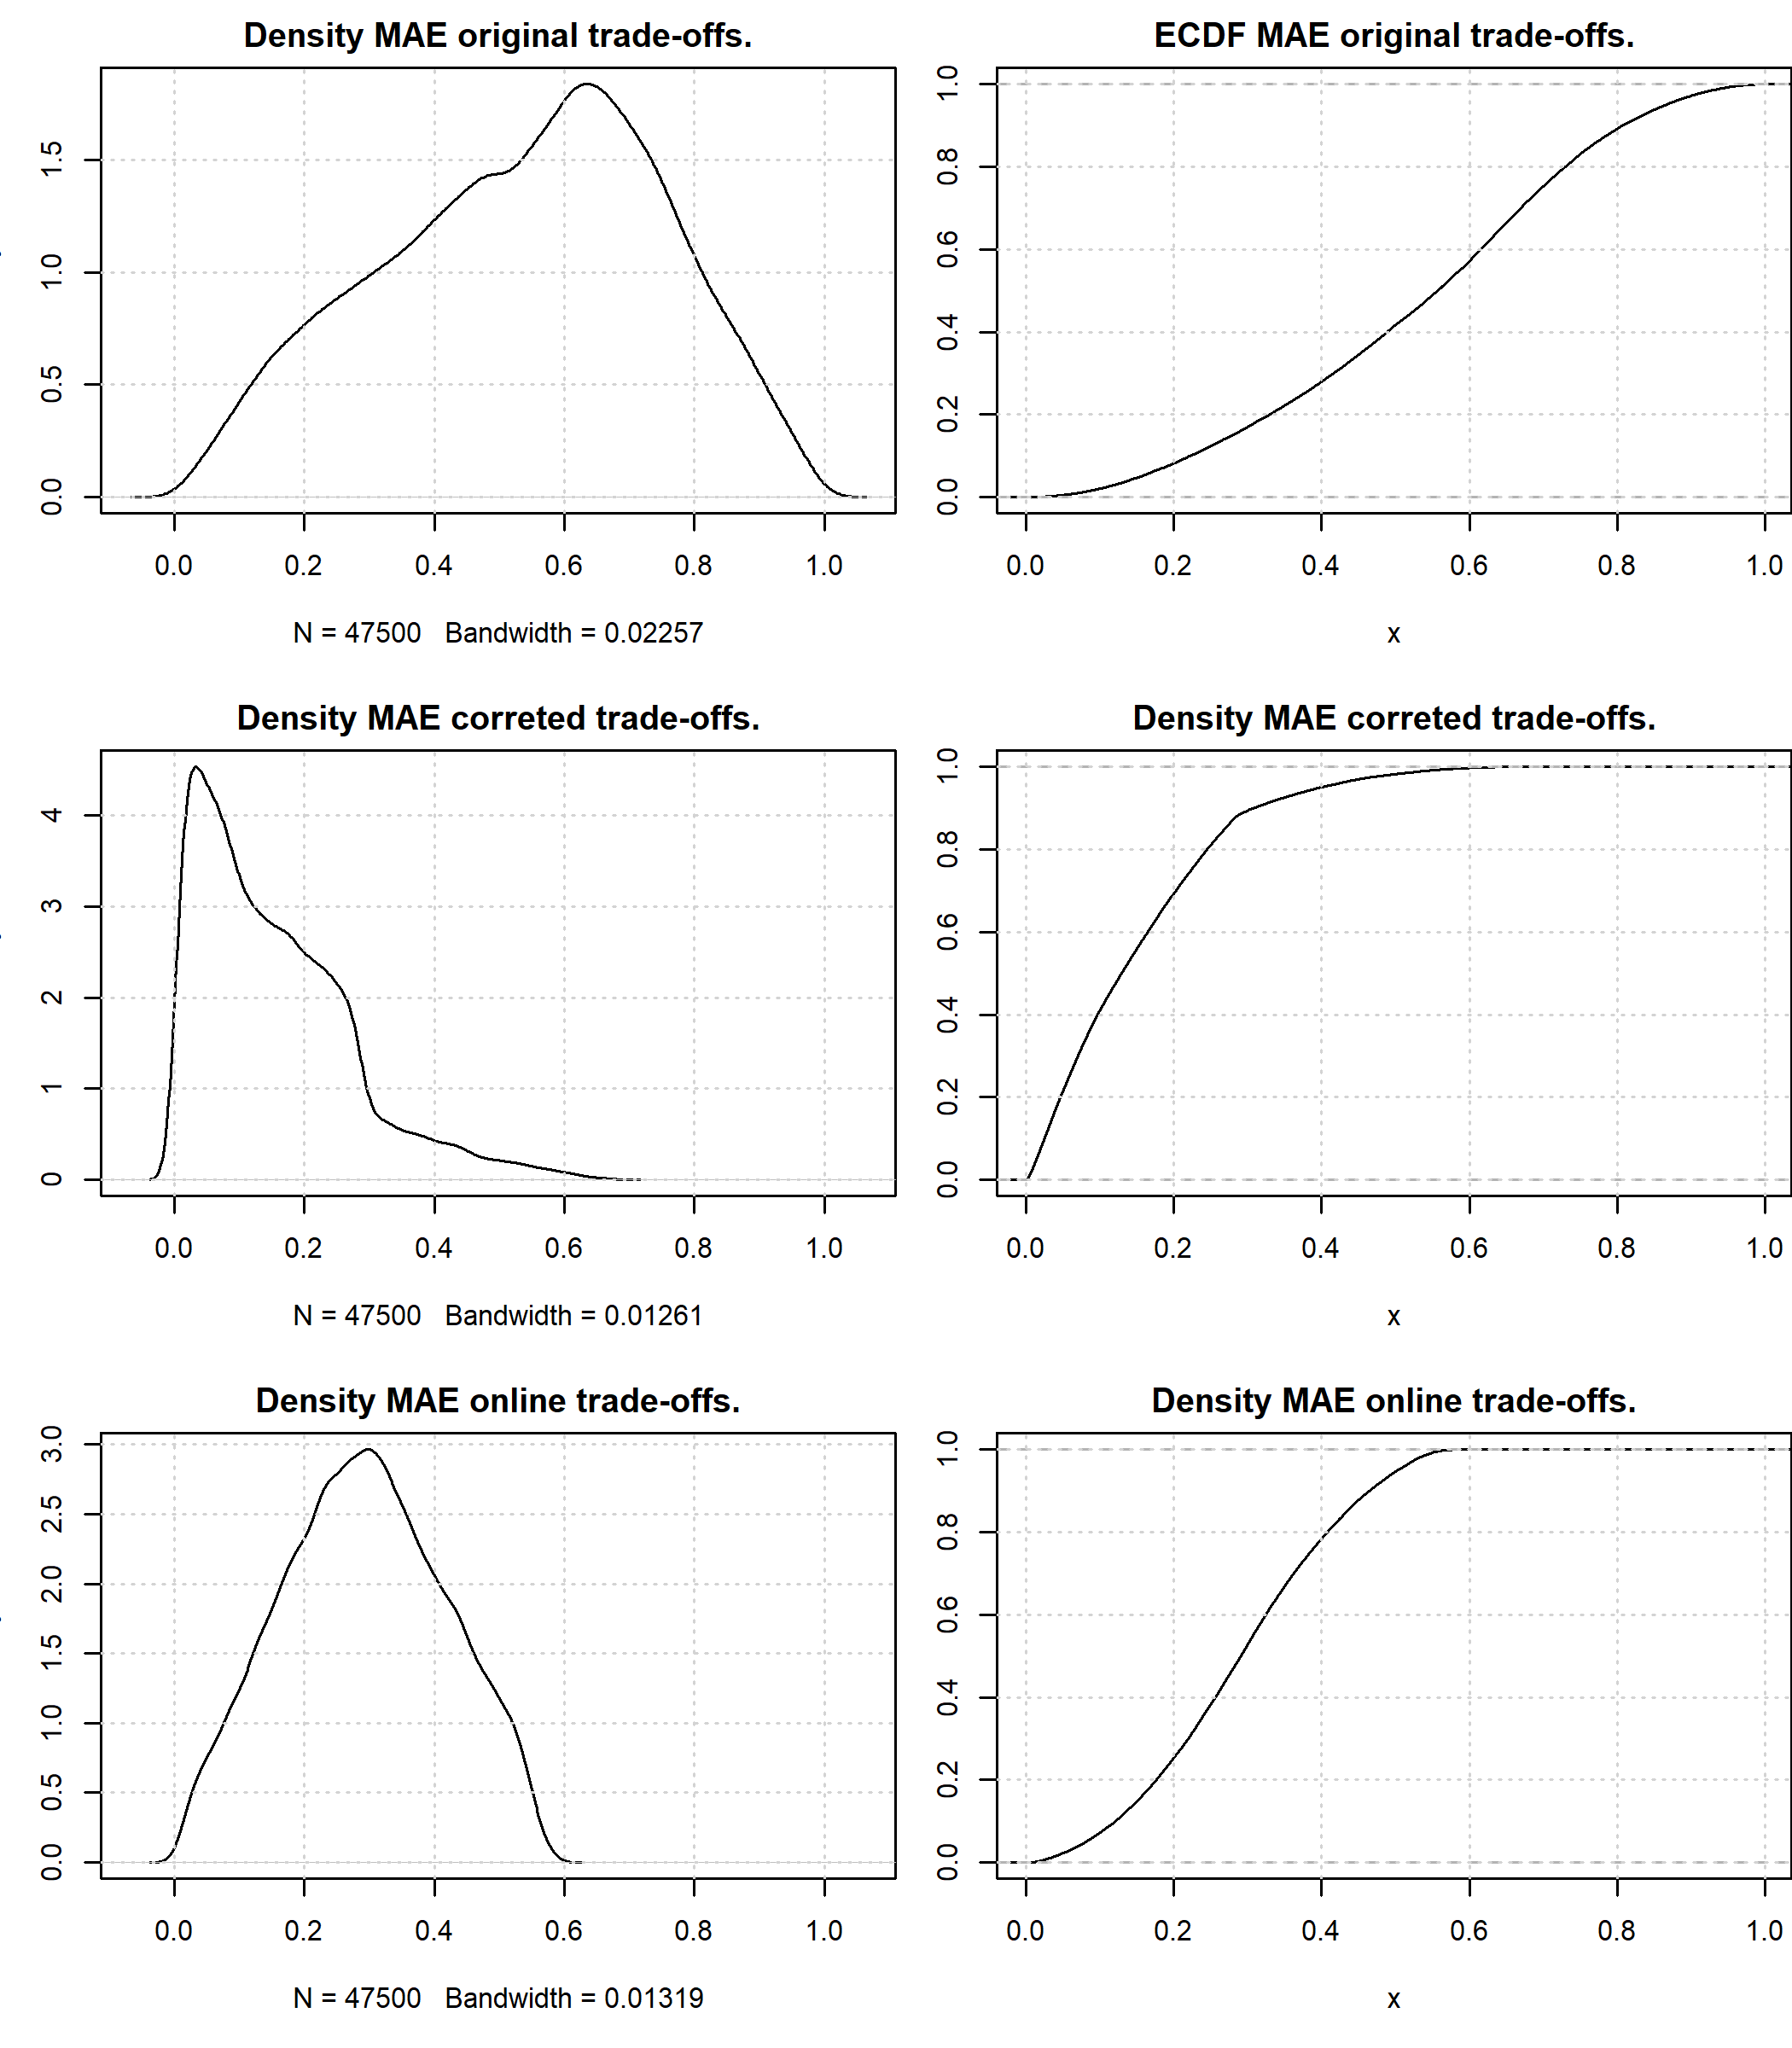 Density MAE original trade-offs.
1.5
1.0
0.5
0.0
0.0 0.2 0.4 0.6 0.8 1.0
N = 47500 Bandwidth = 0.02257
ECDF MAE original trade-offs.
1.0
0.8
0.6
0.4
0.2
0.0
0.0 0.2 0.4 0.6 0.8 1.0
x
Density MAE correted trade-offs.
4
3
2
1
0
0.0 0.2 0.4 0.6 0.8 1.0
N = 47500 Bandwidth = 0.01261
Density MAE correted trade-offs.
1.0
0.8
0.6
0.4
0.2
0.0
0.0 0.2 0.4 0.6 0.8 1.0
x
Density MAE online trade-offs.
3.0
2.5
2.0
1.5
1.0
0.5
0.0
0.0 0.2 0.4 0.6 0.8 1.0
N = 47500 Bandwidth = 0.01319
Density MAE online trade-offs.
1.0
0.8
0.6
0.4
0.2
0.0
0.0 0.2 0.4 0.6 0.8 1.0
x